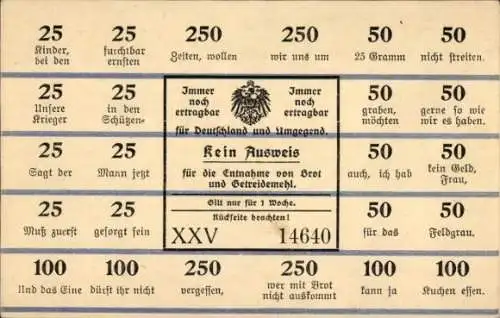 25 25 250 250 50 50
Kinder, furchtbar Zeiten, wollen wir uns um 25 Gramm nicht streiten.
bei den ernsten
25 25 50 50
Unsere in den graben, gerne so wie
Krieger Schützen- möchten wir es haben.
Immer Immer
noch noch
ertragbar ertragbar
für Deutschland und Umgegend.
Kein Ausweis
für die Entnahme von Brot
und Getreidemehl.
Gilt nur für 1 Woche.
Rückseite beachten!
XXV 14640
25 25 50 50
Sagt der Mann jetzt auch, ich hab kein Geld,
Frau,
25 25 50 50
Muß zuerst gesorgt sein für das Feldgrau.
100 100 250 250 100 100
Und das Eine dürft ihr nicht vergessen, wer mit Brot kann ja Kuchen essen.
nicht auskommt